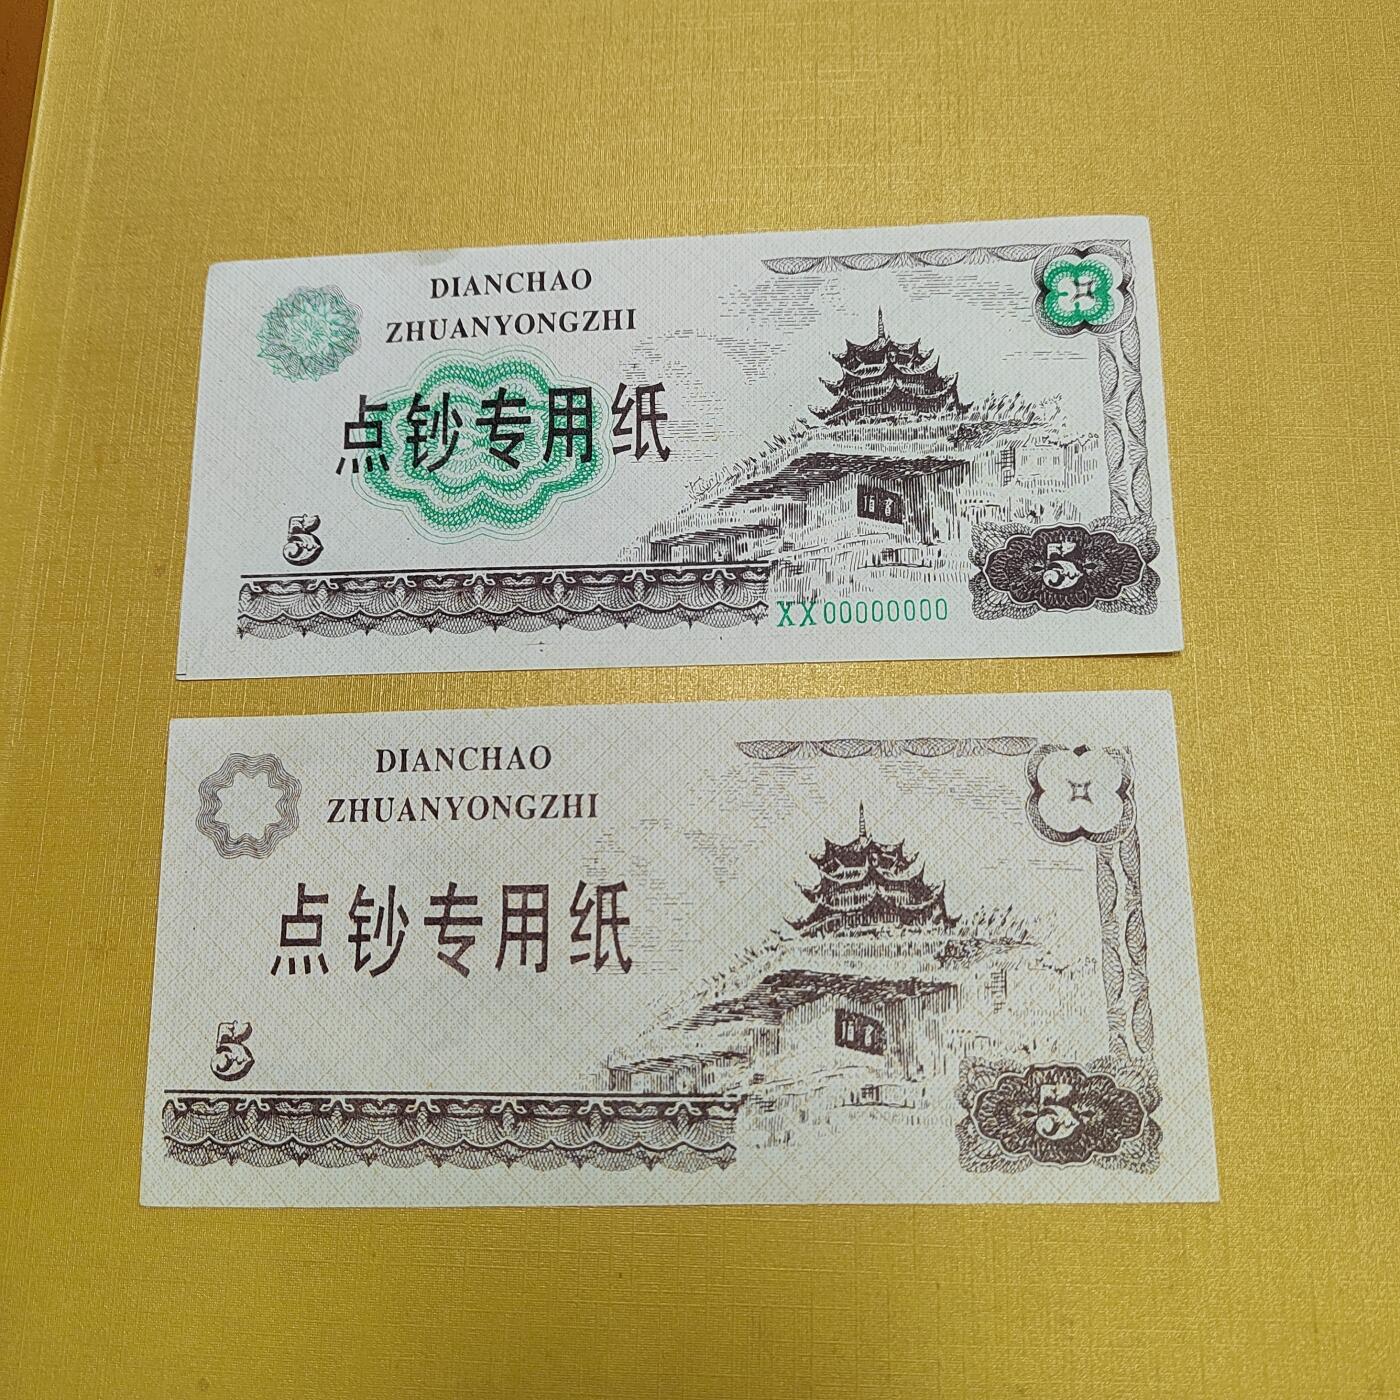 DIANCHAO
ZHUANYONGZHI
点钞专用纸
5
5
XX00000000
DIANCHAO
ZHUANYONGZHI
点钞专用纸
5
5